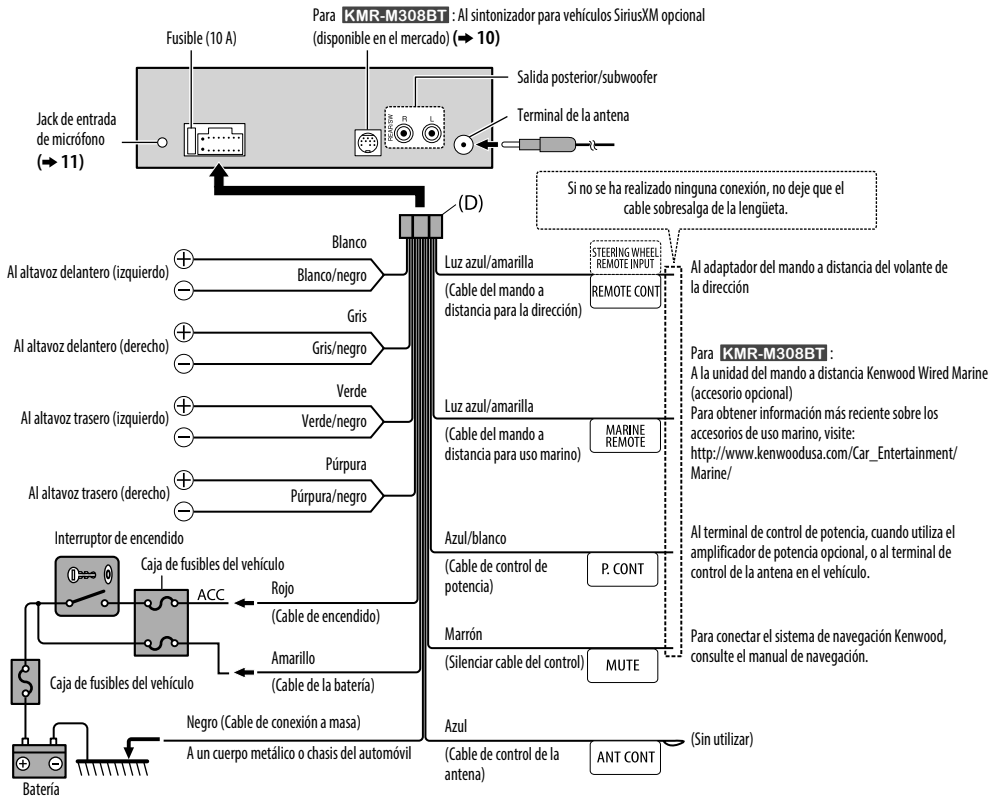 Para KMR-M308BT : Al sintonizador para vehículos SiriusXM opcional
(disponible en el mercado) (➜ 10)
Fusible (10 A)
Salida posterior/subwoofer
Terminal de la antena
Jack de entrada
de micrófono
(➜ 11)
REAR/SW
R
L
Si no se ha realizado ninguna conexión, no deje que el
cable sobresalga de la lengüeta.
(D)
Al altavoz delantero (izquierdo)
Blanco
Blanco/negro
Al altavoz delantero (derecho)
Gris
Gris/negro
Al altavoz trasero (izquierdo)
Verde
Verde/negro
Al altavoz trasero (derecho)
Púrpura
Púrpura/negro
Luz azul/amarilla
(Cable del mando a
distancia para la dirección)
STEERING WHEEL
REMOTE INPUT
REMOTE CONT
Al adaptador del mando a distancia del volante de
la dirección
Luz azul/amarilla
(Cable del mando a
distancia para uso marino)
MARINE
REMOTE
Para KMR-M308BT :
A la unidad del mando a distancia Kenwood Wired Marine
(accesorio opcional)
Para obtener información más reciente sobre los
accesorios de uso marino, visite:
http://www.kenwoodusa.com/Car_Entertainment/
Marine/
Azul/blanco
(Cable de control de
potencia)
P. CONT
Al terminal de control de potencia, cuando utiliza el
amplificador de potencia opcional, o al terminal de
control de la antena en el vehículo.
Marrón
(Silenciar cable del control)
MUTE
Para conectar el sistema de navegación Kenwood,
consulte el manual de navegación.
Azul
(Cable de control de la
antena)
ANT CONT
(Sin utilizar)
Interruptor de encendido
Caja de fusibles del vehículo
ACC
Rojo
(Cable de encendido)
Amarillo
(Cable de la batería)
Caja de fusibles del vehículo
Negro (Cable de conexión a masa)
A un cuerpo metálico o chasis del automóvil
Batería